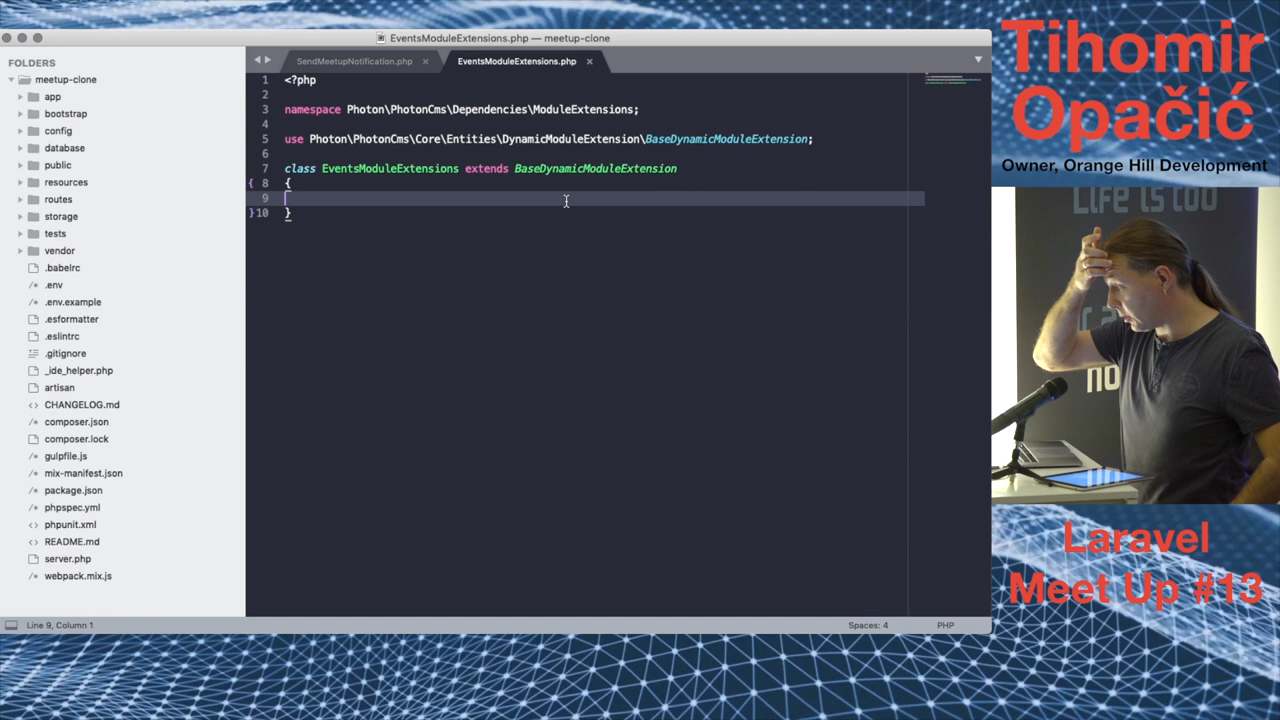 EventsModuleExtensions.php — meetup-clone
FOLDERS
meetup-clone
app
bootstrap
config
database
public
resources
routes
storage
tests
vendor
.babelrc
.env
.env.example
.esformatter
.eslintrc
.gitignore
_ide_helper.php
artisan
CHANGELOG.md
composer.json
composer.lock
gulpfile.js
mix-manifest.json
package.json
phpspec.yml
phpunit.xml
README.md
server.php
webpack.mix.js
SendMeetupNotification.php
EventsModuleExtensions.php
1 <?php
2
3 namespace Photon\PhotonCms\Dependencies\ModuleExtensions;
4
5 use Photon\PhotonCms\Core\Entities\DynamicModuleExtension\BaseDynamicModuleExtension;
6
7 class EventsModuleExtensions extends BaseDynamicModuleExtension
8 {
9
10 }
Line 9, Column 1
Spaces: 4
PHP
Tihomir
Opačić
Owner, Orange Hill Development
Life is too
no
Laravel
Meet Up #13